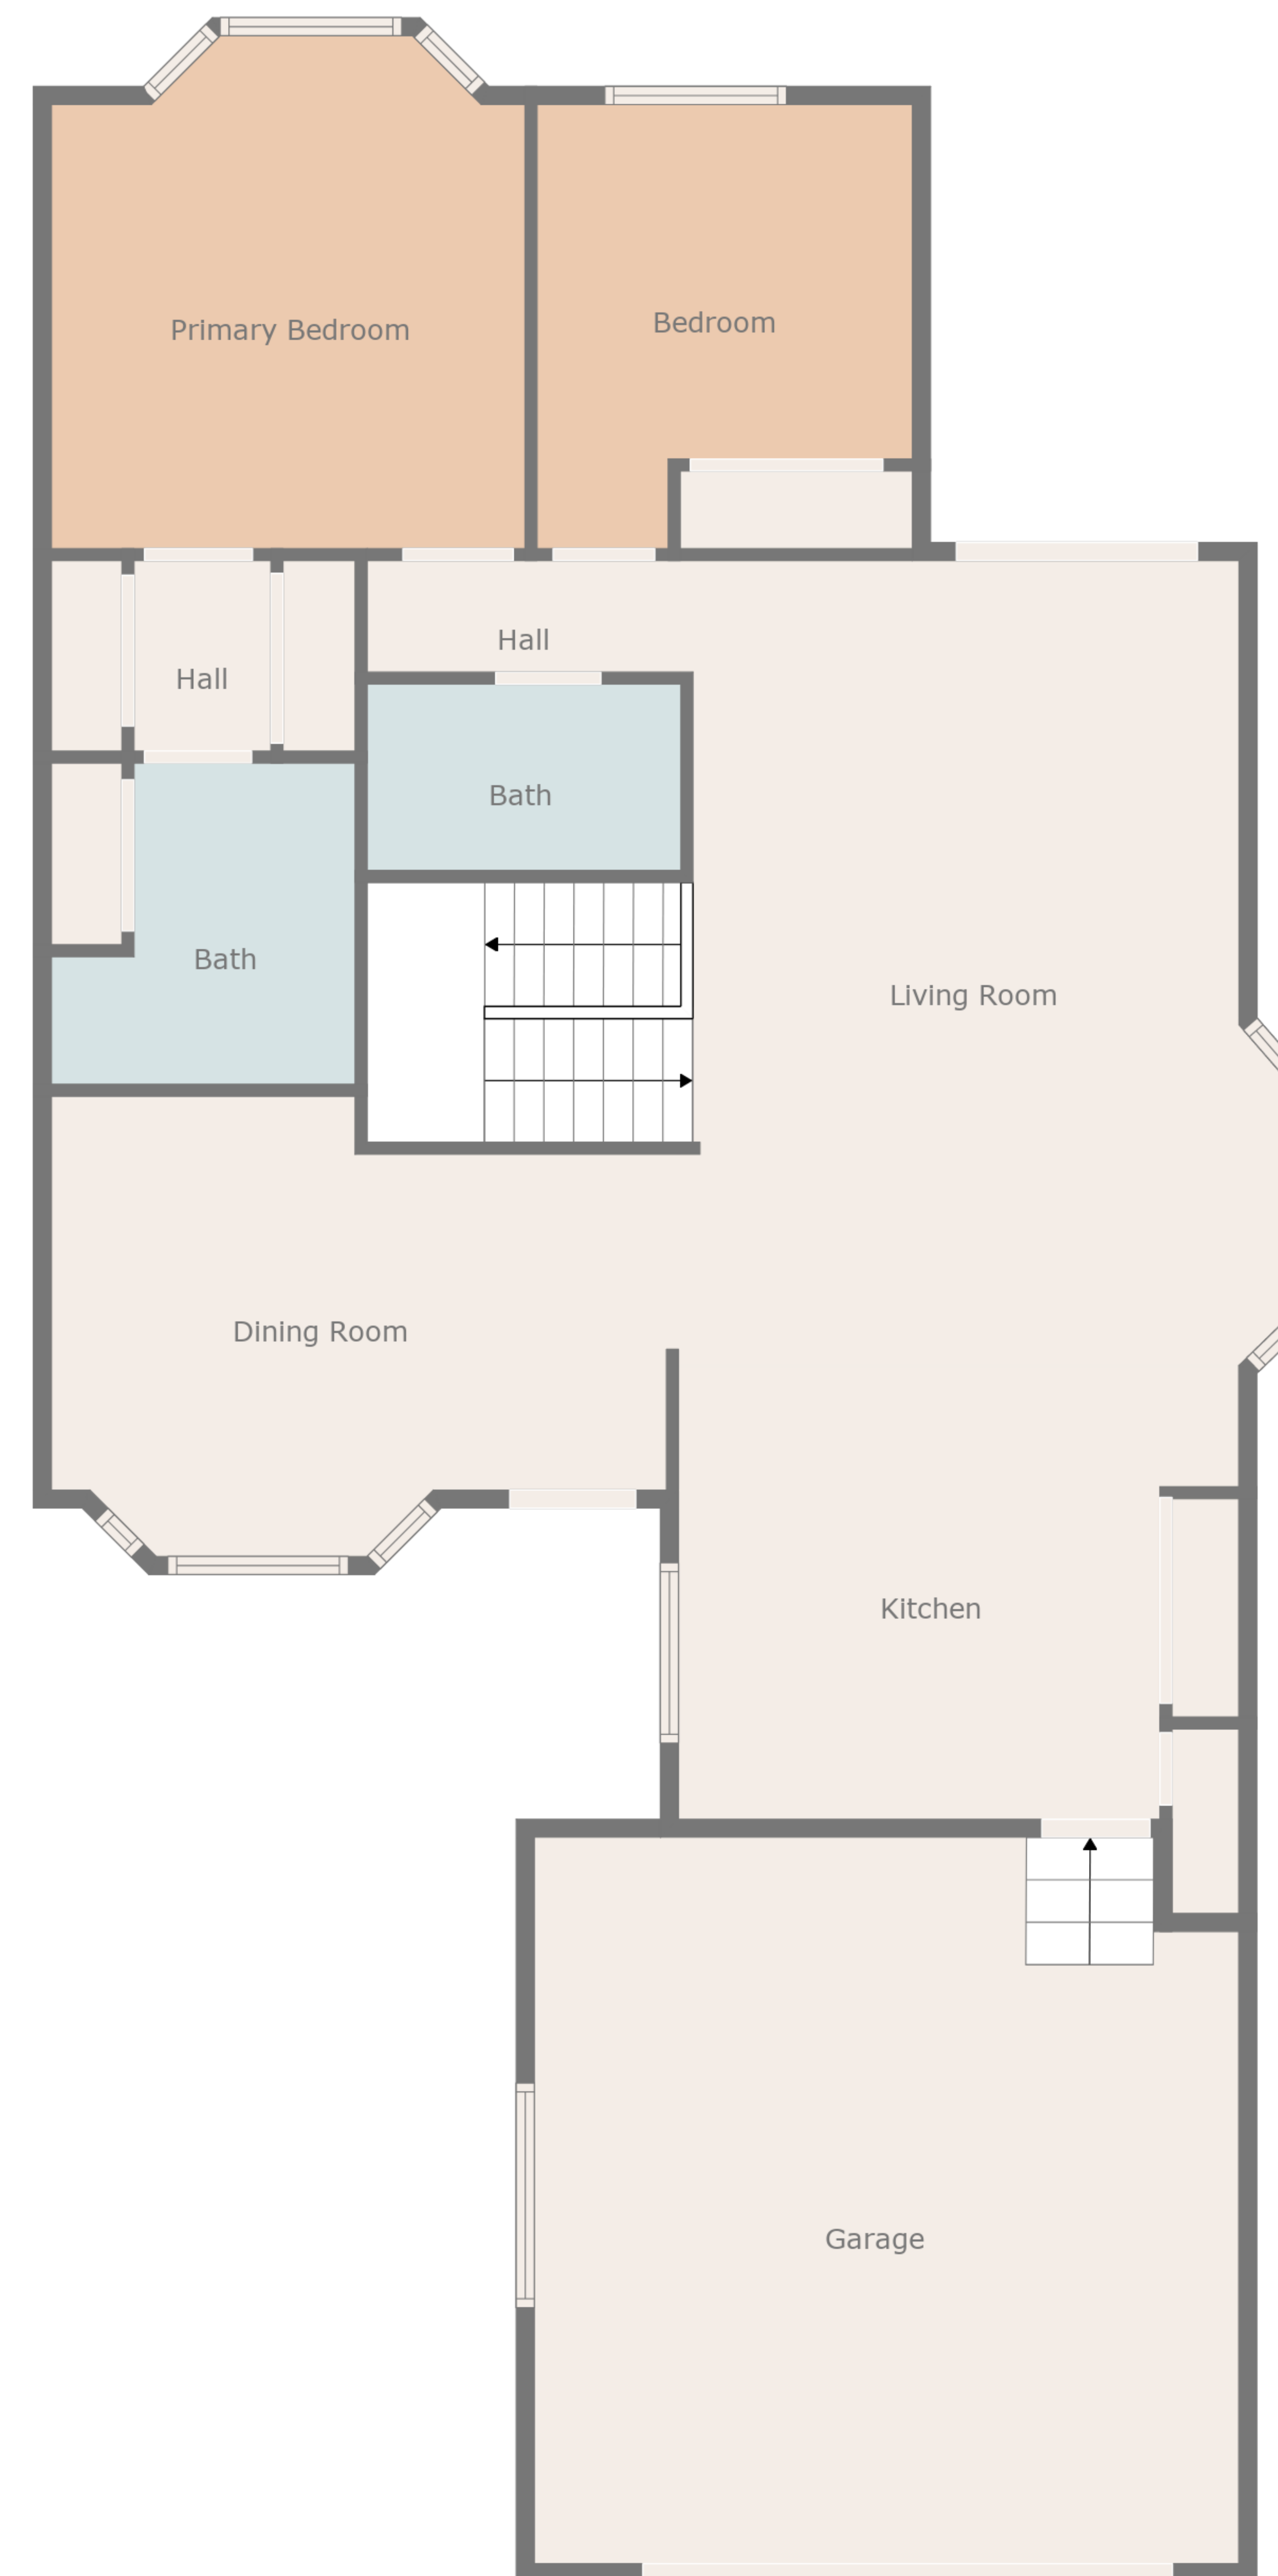 Primary Bedroom
Bedroom
Hall
Hall
Bath
Bath
Living Room
Dining Room
Kitchen
Garage